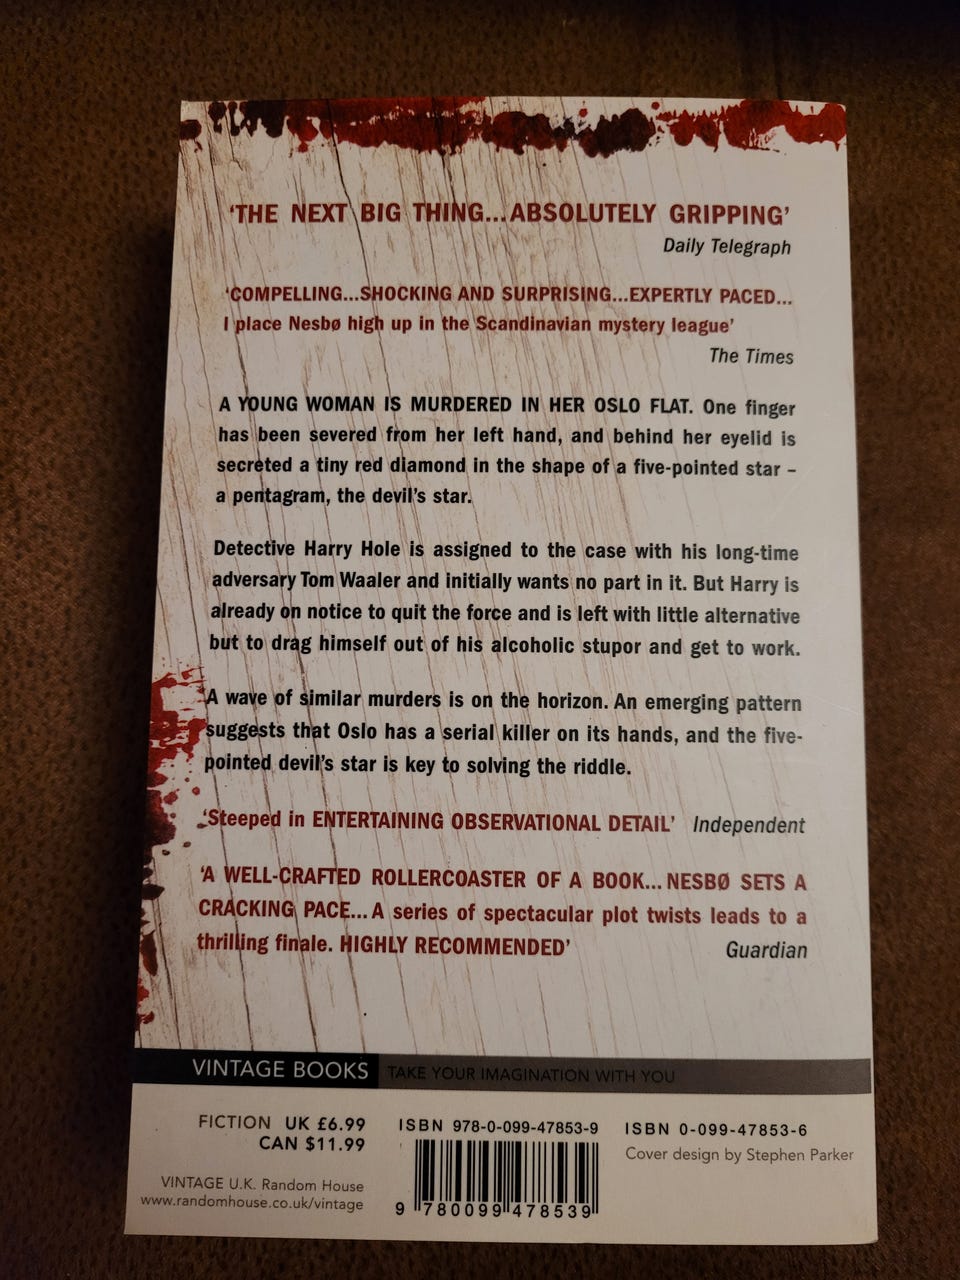 'THE NEXT BIG THING...ABSOLUTELY GRIPPING'
Daily Telegraph
'COMPELLING...SHOCKING AND SURPRISING...EXPERTLY PACED...
I place Nesbø high up in the Scandinavian mystery league'
The Times
A YOUNG WOMAN IS MURDERED IN HER OSLO FLAT. One finger
has been severed from her left hand, and behind her eyelid is
secreted a tiny red diamond in the shape of a five-pointed star –
a pentagram, the devil's star.
Detective Harry Hole is assigned to the case with his long-time
adversary Tom Waaler and initially wants no part in it. But Harry is
already on notice to quit the force and is left with little alternative
but to drag himself out of his alcoholic stupor and get to work.
A wave of similar murders is on the horizon. An emerging pattern
suggests that Oslo has a serial killer on its hands, and the five-
pointed devil's star is key to solving the riddle.
'Steeped in ENTERTAINING OBSERVATIONAL DETAIL' Independent
'A WELL-CRAFTED ROLLERCOASTER OF A BOOK... NESBØ SETS A
CRACKING PACE... A series of spectacular plot twists leads to a
thrilling finale. HIGHLY RECOMMENDED' Guardian
VINTAGE BOOKS TAKE YOUR IMAGINATION WITH YOU
FICTION UK £6.99
CAN $11.99
VINTAGE U.K. Random House
www.randomhouse.co.uk/vintage
ISBN 978-0-099-47853-9
9 780099 478539
ISBN 0-099-47853-6
Cover design by Stephen Parker